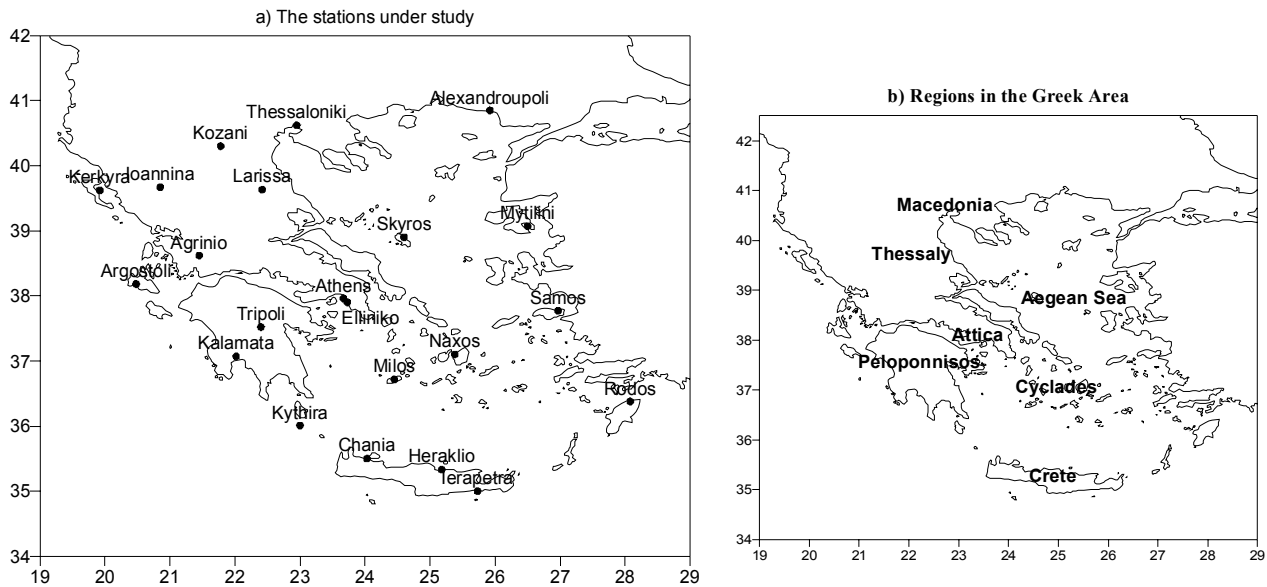 a) The stations under study
42
41
40
39
38
37
36
35
34
19 20 21 22 23 24 25 26 27 28 29
Alexandroupoli
Thessaloniki
Kozani
Kerkyra
Ioannina
Larissa
Mytilini
Skyros
Agrinio
Argostoli
Athens
Elliniko
Samos
Tripoli
Kalamata
Naxos
Milos
Rodos
Kythira
Chania
Heraklio
Terapetra
b) Regions in the Greek Area
42
41
40
39
38
37
36
35
34
19 20 21 22 23 24 25 26 27 28 29
Macedonia
Thessaly
Aegean Sea
Attica
Peloponnisos
Cyclades
Crete